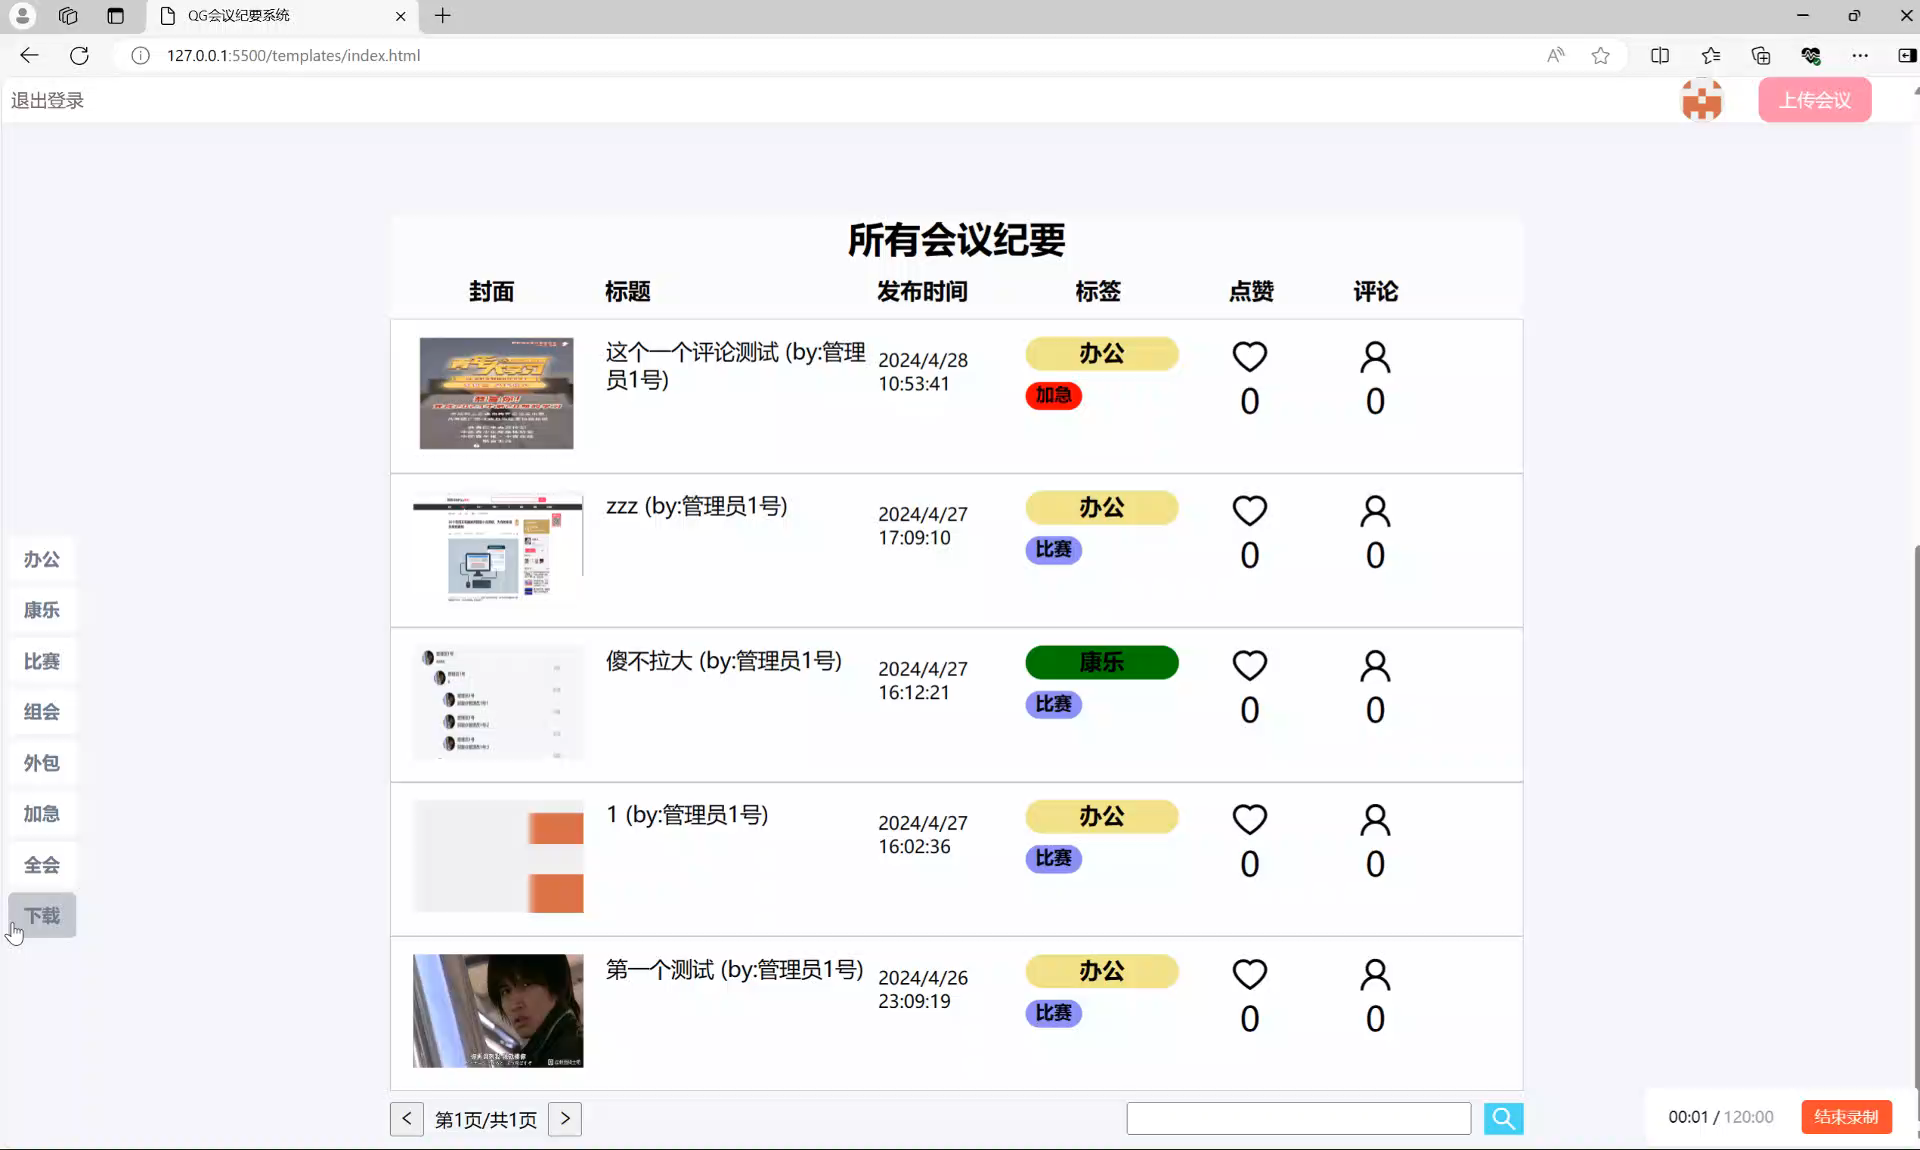 QG会议纪要系统
127.0.0.1:5500/templates/index.html
退出登录
上传会议
所有会议纪要
封面 标题 发布时间 标签 点赞 评论
这个一个评论测试 (by:管理
员1号)
2024/4/28
10:53:41
办公
加急
0
0
zzz (by:管理员1号)
2024/4/27
17:09:10
办公
比赛
0
0
傻不拉大 (by:管理员1号)
2024/4/27
16:12:21
康乐
比赛
0
0
1 (by:管理员1号)
2024/4/27
16:02:36
办公
比赛
0
0
第一个测试 (by:管理员1号)
2024/4/26
23:09:19
办公
比赛
0
0
办公
康乐
比赛
组会
外包
加急
全会
下载
< 第1页/共1页 >
00:01 / 120:00
结束录制